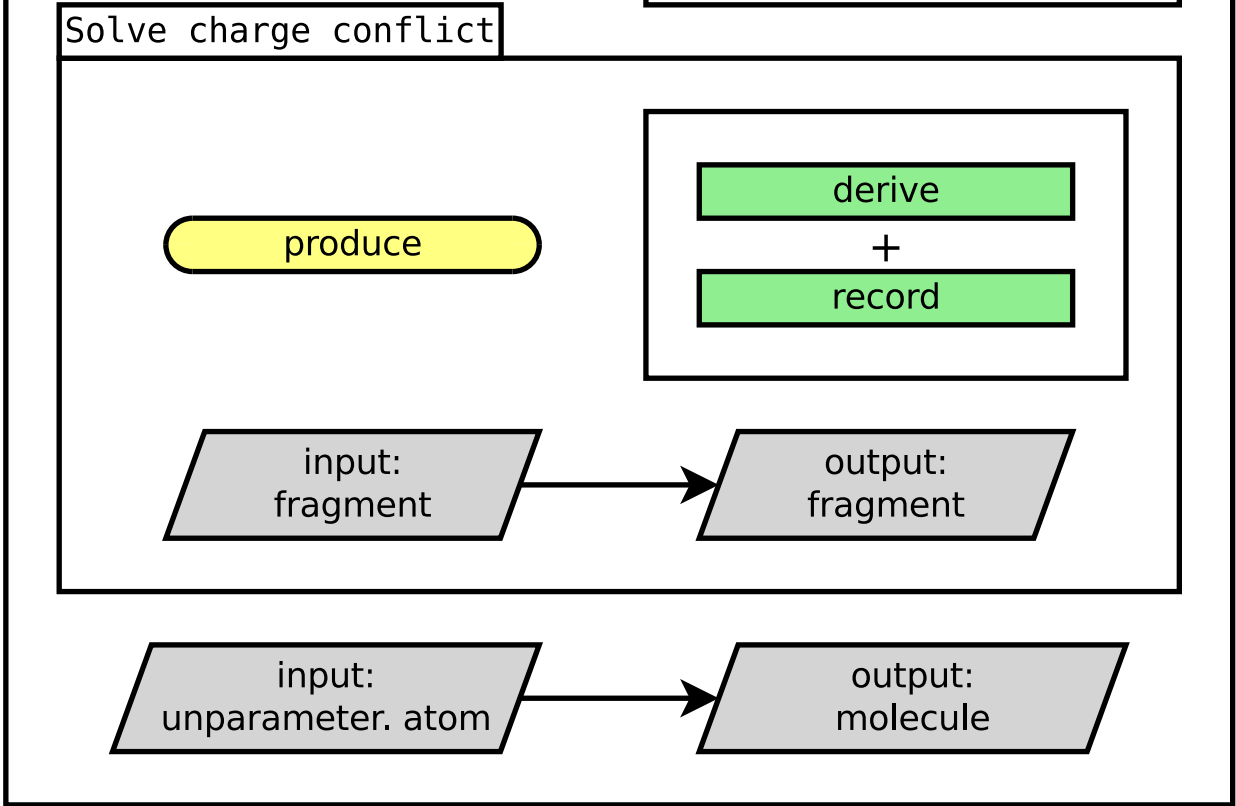 Solve charge conflict
derive
produce
+
record
input:
fragment
output:
fragment
input:
unparameter. atom
output:
molecule